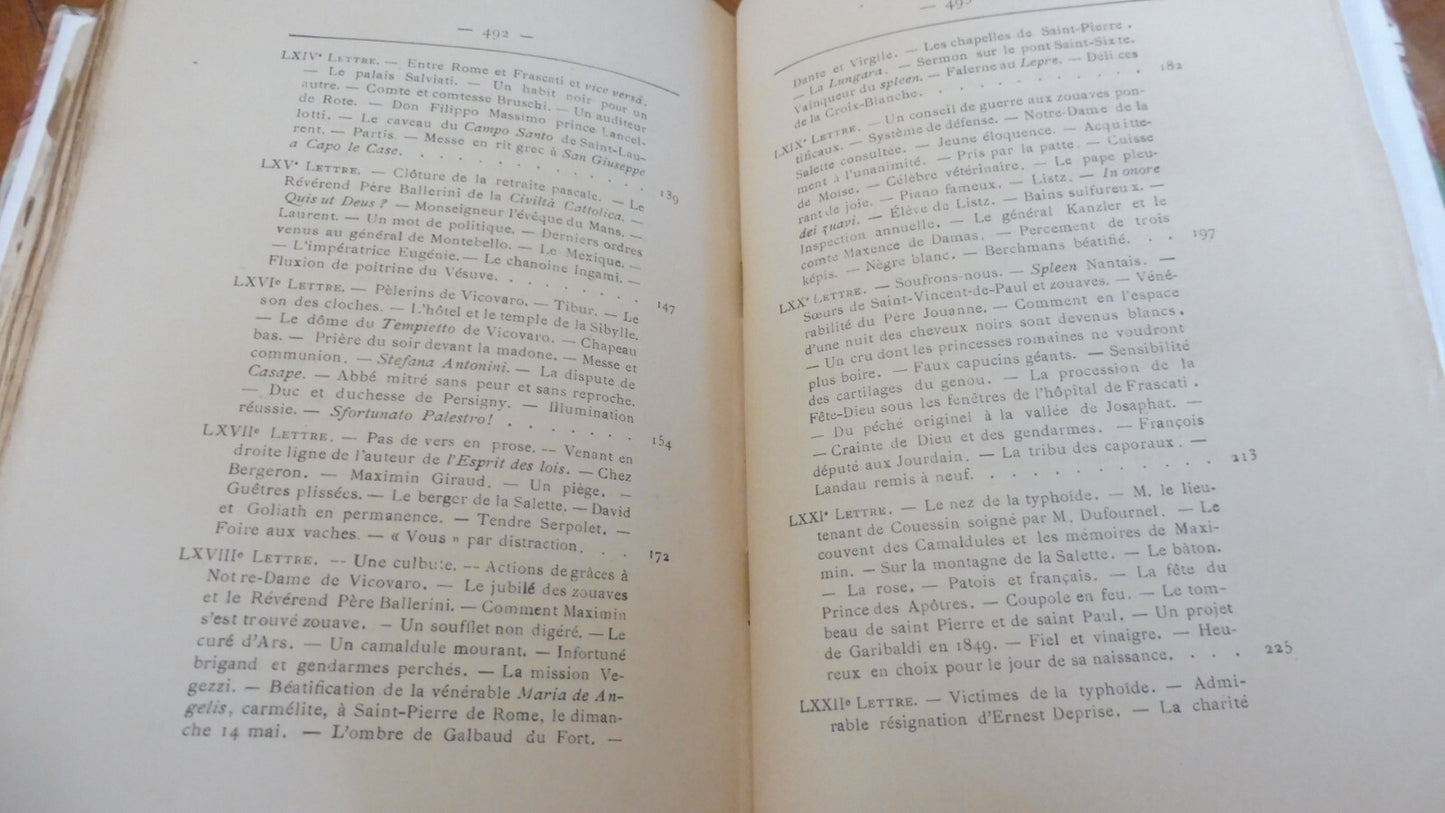 — 492 —
LXIVe LETTRE. — Entre Rome et Frascati et vice versâ.
— Le palais Salviati. — Un habit noir pour un
autre. — Comte et comtesse Bruschi. — Un auditeur
de Rote. — Don Filippo Massimo prince Lancel-
lotti. — Le caveau du Campo Santo de Saint-Lau-
rent. — Partis. — Messe en rit grec à San Giuseppe
a Capo le Case. . . . . . . . . . 139
LXVe LETTRE. — Clôture de la retraite pascale. — Le
Révérend Père Ballerini de la Civiltà Cattolica. —
Quis ut Deus ? — Monseigneur l'évêque du Mans. —
Laurent. — Un mot de politique. — Derniers ordres
venus au général de Montebello. — Le Mexique. —
— L'impératrice Eugénie. — Le chanoine Ingami. —
Fluxion de poitrine du Vésuve. . . . . . . . 147
LXVIe LETTRE. — Pèlerins de Vicovaro. — Tibur. — Le
son des cloches. — L'hôtel et le temple de la Sibylle.
— Le dôme du Tempietto de Vicovaro. — Chapeau
bas. — Prière du soir devant la madone. — Messe et
communion. — Stefana Antonini. — La dispute de
Casape. — Abbé mitré sans peur et sans reproche.
— Duc et duchesse de Persigny. — Illumination
réussie. — Sfortunato Palestro! . . . . . . . 154
LXVIIe LETTRE. — Pas de vers en prose. — Venant en
droite ligne de l'auteur de l'Esprit des lois. — Chez
Bergeron. — Maximin Giraud. — Un piège. —
Guêtres plissées. — Le berger de la Salette. — David
et Goliath en permanence. — Tendre Serpolet. —
Foire aux vaches. — « Vous » par distraction. . . 172
LXVIIIe LETTRE. — Une culbute. — Actions de grâces à
Notre-Dame de Vicovaro. — Le jubilé des zouaves
et le Révérend Père Ballerini. — Comment Maximin
s'est trouvé zouave. — Un soufflet non digéré. — Le
curé d'Ars. — Un camaldule mourant. — Infortuné
brigand et gendarmes perchés. — La mission Ve-
gezzi. — Béatification de la vénérable Maria de An-
gelis, carmélite, à Saint-Pierre de Rome, le diman-
che 14 mai. — L'ombre de Galbaud du Fort. —
— 493
Dante et Virgile. — Les chapelles de Saint-Pierre.
— La Lungara. — Sermon sur le pont Saint-Sixte.
Vainqueur du spleen. — Falerne au Lepre. — Déli ces
de la Croix-Blanche. . . . . . . . . . 182
LXIXe LETTRE. — Un conseil de guerre aux zouaves pon-
tificaux. — Système de défense. — Notre-Dame de la
Salette consultée. — Jeune éloquence. — Acquitte-
ment à l'unanimité. — Pris par la patte. — Cuisse
de Moïse. — Célèbre vétérinaire. — Le pape pleu-
rant de joie. — Piano fameux. — Listz. — In onore
dei zuavi. — Élève de Listz. — Bains sulfureux. —
Inspection annuelle. — Le général Kanzler et le
comte Maxence de Damas. — Percement de trois
képis. — Nègre blanc. — Berchmans béatifié. . . 197
LXXe LETTRE. — Soufrons-nous. — Spleen Nantais. —
Sœurs de Saint-Vincent-de-Paul et zouaves. — Véné-
rabilité du Père Jouanne. — Comment en l'espace
d'une nuit des cheveux noirs sont devenus blancs.
— Un cru dont les princesses romaines ne voudront
plus boire. — Faux capucins géants. — Sensibilité
des cartilages du genou. — La procession de la
Fête-Dieu sous les fenêtres de l'hôpital de Frascati.
— Du péché originel à la vallée de Josaphat. —
— Crainte de Dieu et des gendarmes. — François
député aux Jourdain. — La tribu des caporaux. —
Landau remis à neuf. . . . . . . . . . 213
LXXIe LETTRE. — Le nez de la typhoïde. — M. le lieu-
tenant de Couessin soigné par M. Dufournel. — Le
couvent des Camaldules et les mémoires de Maxi-
min. — Sur la montagne de la Salette. — Le bâton.
— La rose. — Patois et français. — La fête du
Prince des Apôtres. — Coupole en feu. — Le tom-
beau de saint Pierre et de saint Paul. — Un projet
de Garibaldi en 1849. — Fiel et vinaigre. — Heu-
reux en choix pour le jour de sa naissance. . . . 225
LXXIIe LETTRE. — Victimes de la typhoïde. — Admi-
rable résignation d'Ernest Deprise. — La charité